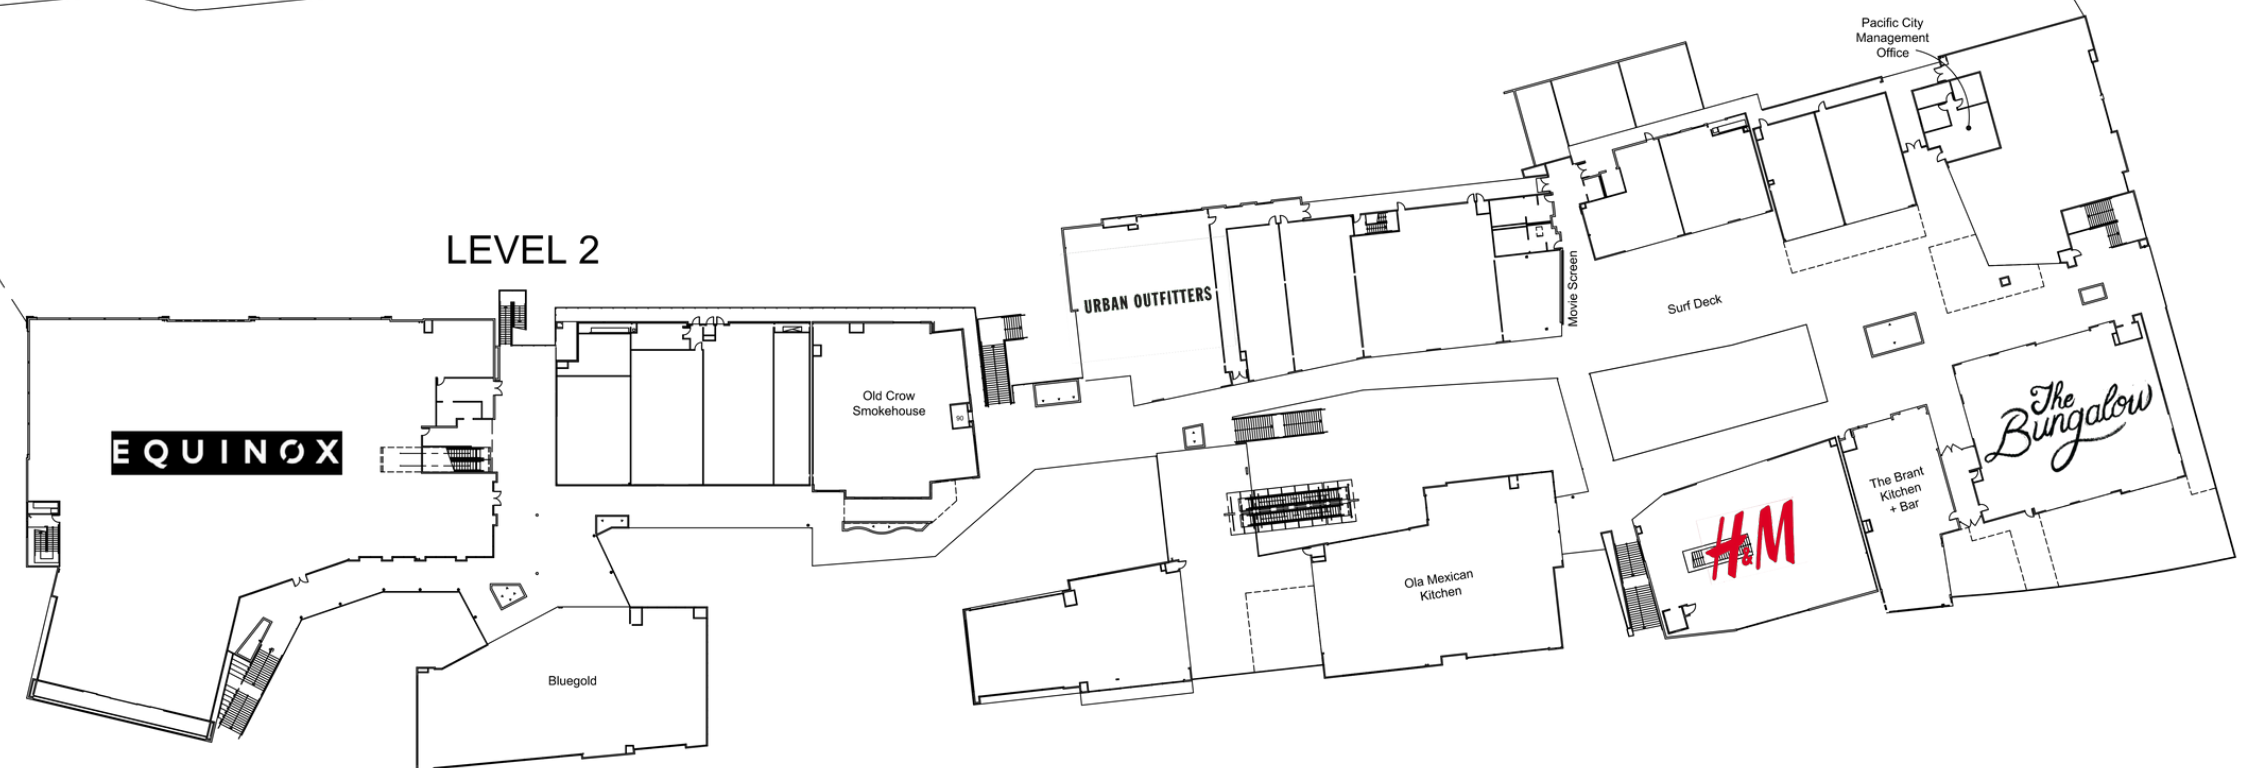 Pacific City
Management
Office
LEVEL 2
URBAN OUTFITTERS
Movie Screen
Surf Deck
Old Crow
Smokehouse
90
EQUINOX
The
Bungalow
The Brant
Kitchen
+ Bar
H&M
Ola Mexican
Kitchen
Bluegold